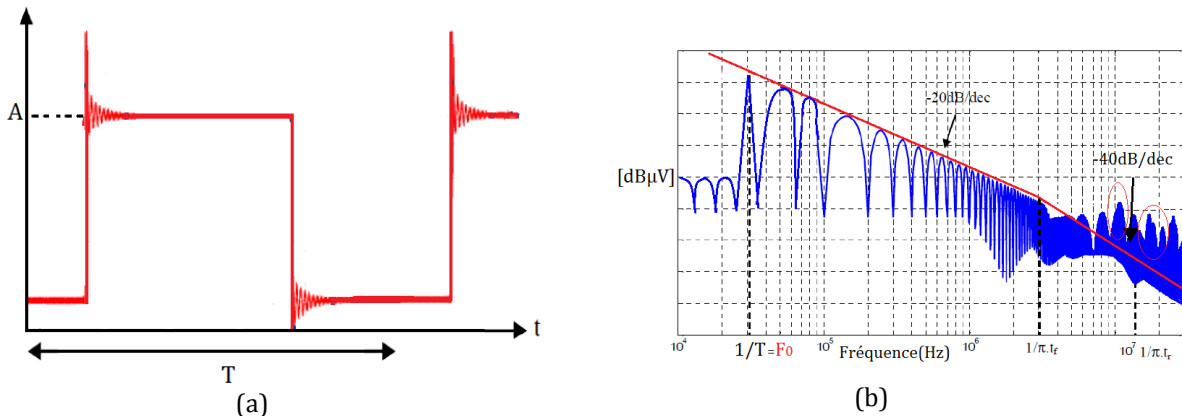 A
t
T
(a)
-20dB/dec
-40dB/dec
[dBµV]
10⁴
1/T=F0
10⁵
Fréquence(Hz)
10⁶
1/π.t_f
10⁷
1/π.t_r
(b)